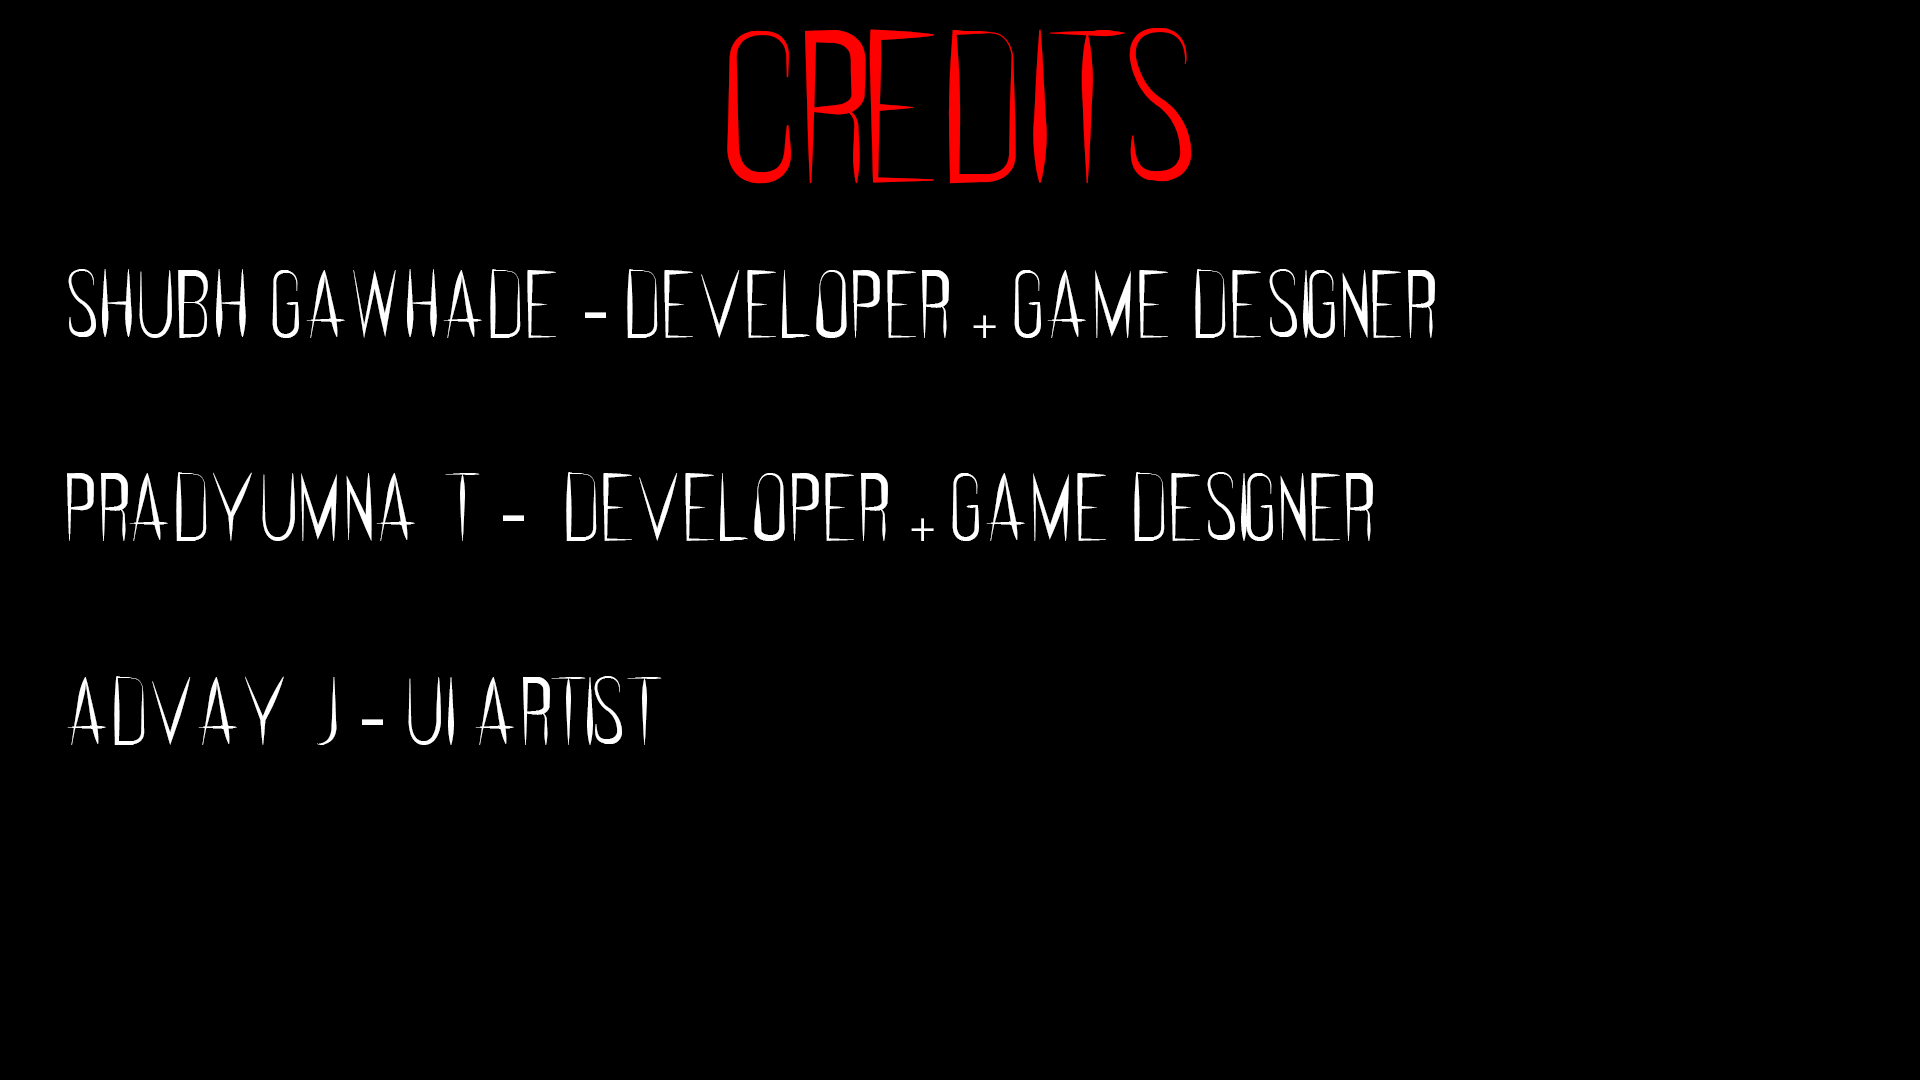 CREDITS
SHUBH GAWHADE - DEVELOPER + GAME DESIGNER
PRADYUMNA T - DEVELOPER + GAME DESIGNER
ADVAY J - UI ARTIST